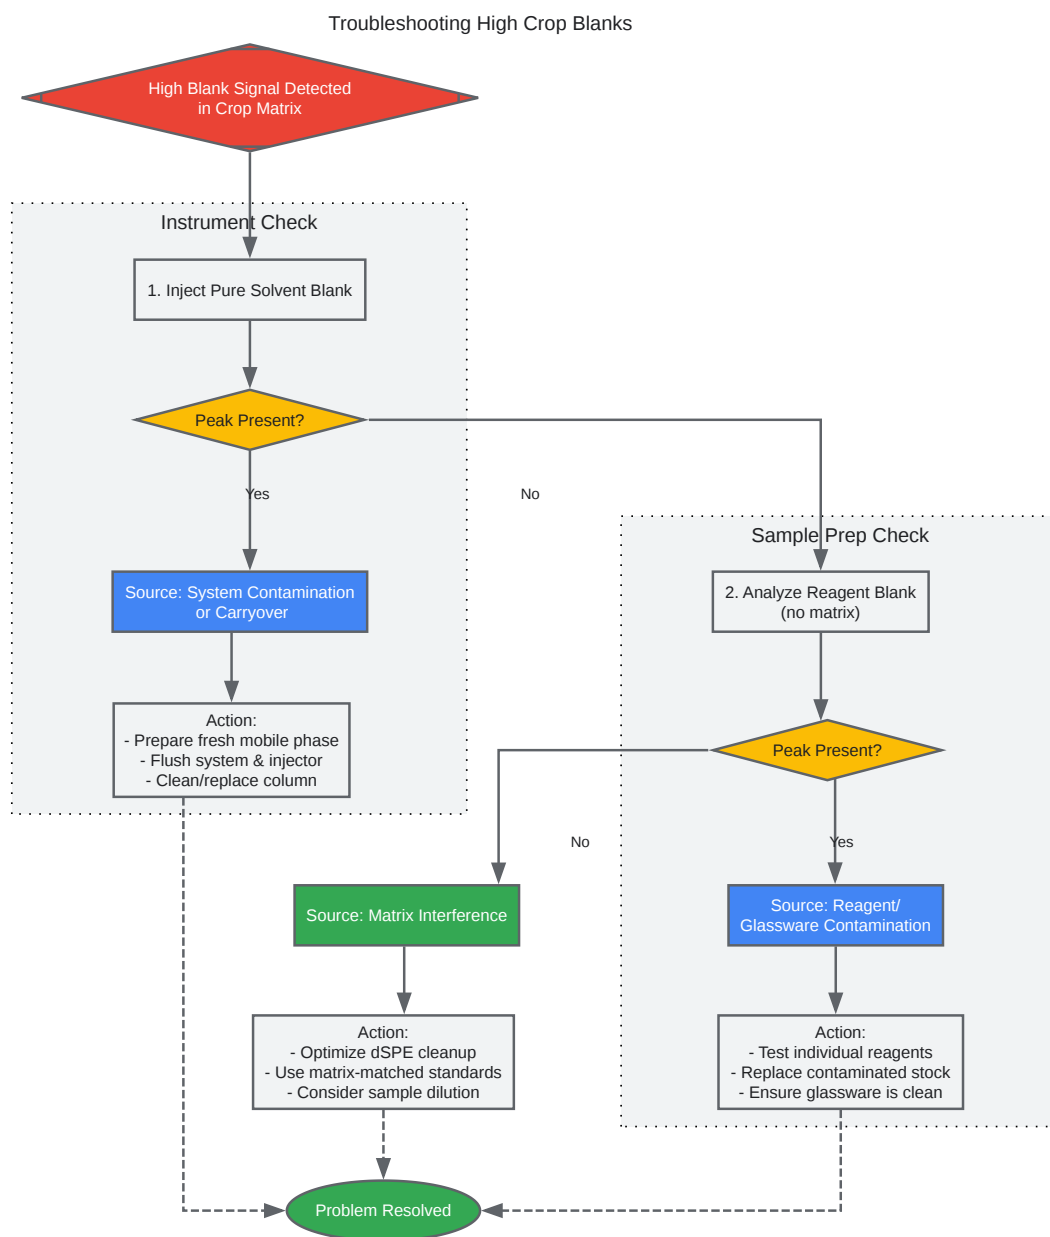 Troubleshooting High Crop Blanks
High Blank Signal Detected
in Crop Matrix
Instrument Check
1. Inject Pure Solvent Blank
Peak Present?
Yes
No
Source: System Contamination
or Carryover
Action:
- Prepare fresh mobile phase
- Flush system & injector
- Clean/replace column
Sample Prep Check
2. Analyze Reagent Blank
(no matrix)
Peak Present?
No
Yes
Source: Matrix Interference
Action:
- Optimize dSPE cleanup
- Use matrix-matched standards
- Consider sample dilution
Source: Reagent/
Glassware Contamination
Action:
- Test individual reagents
- Replace contaminated stock
- Ensure glassware is clean
Problem Resolved